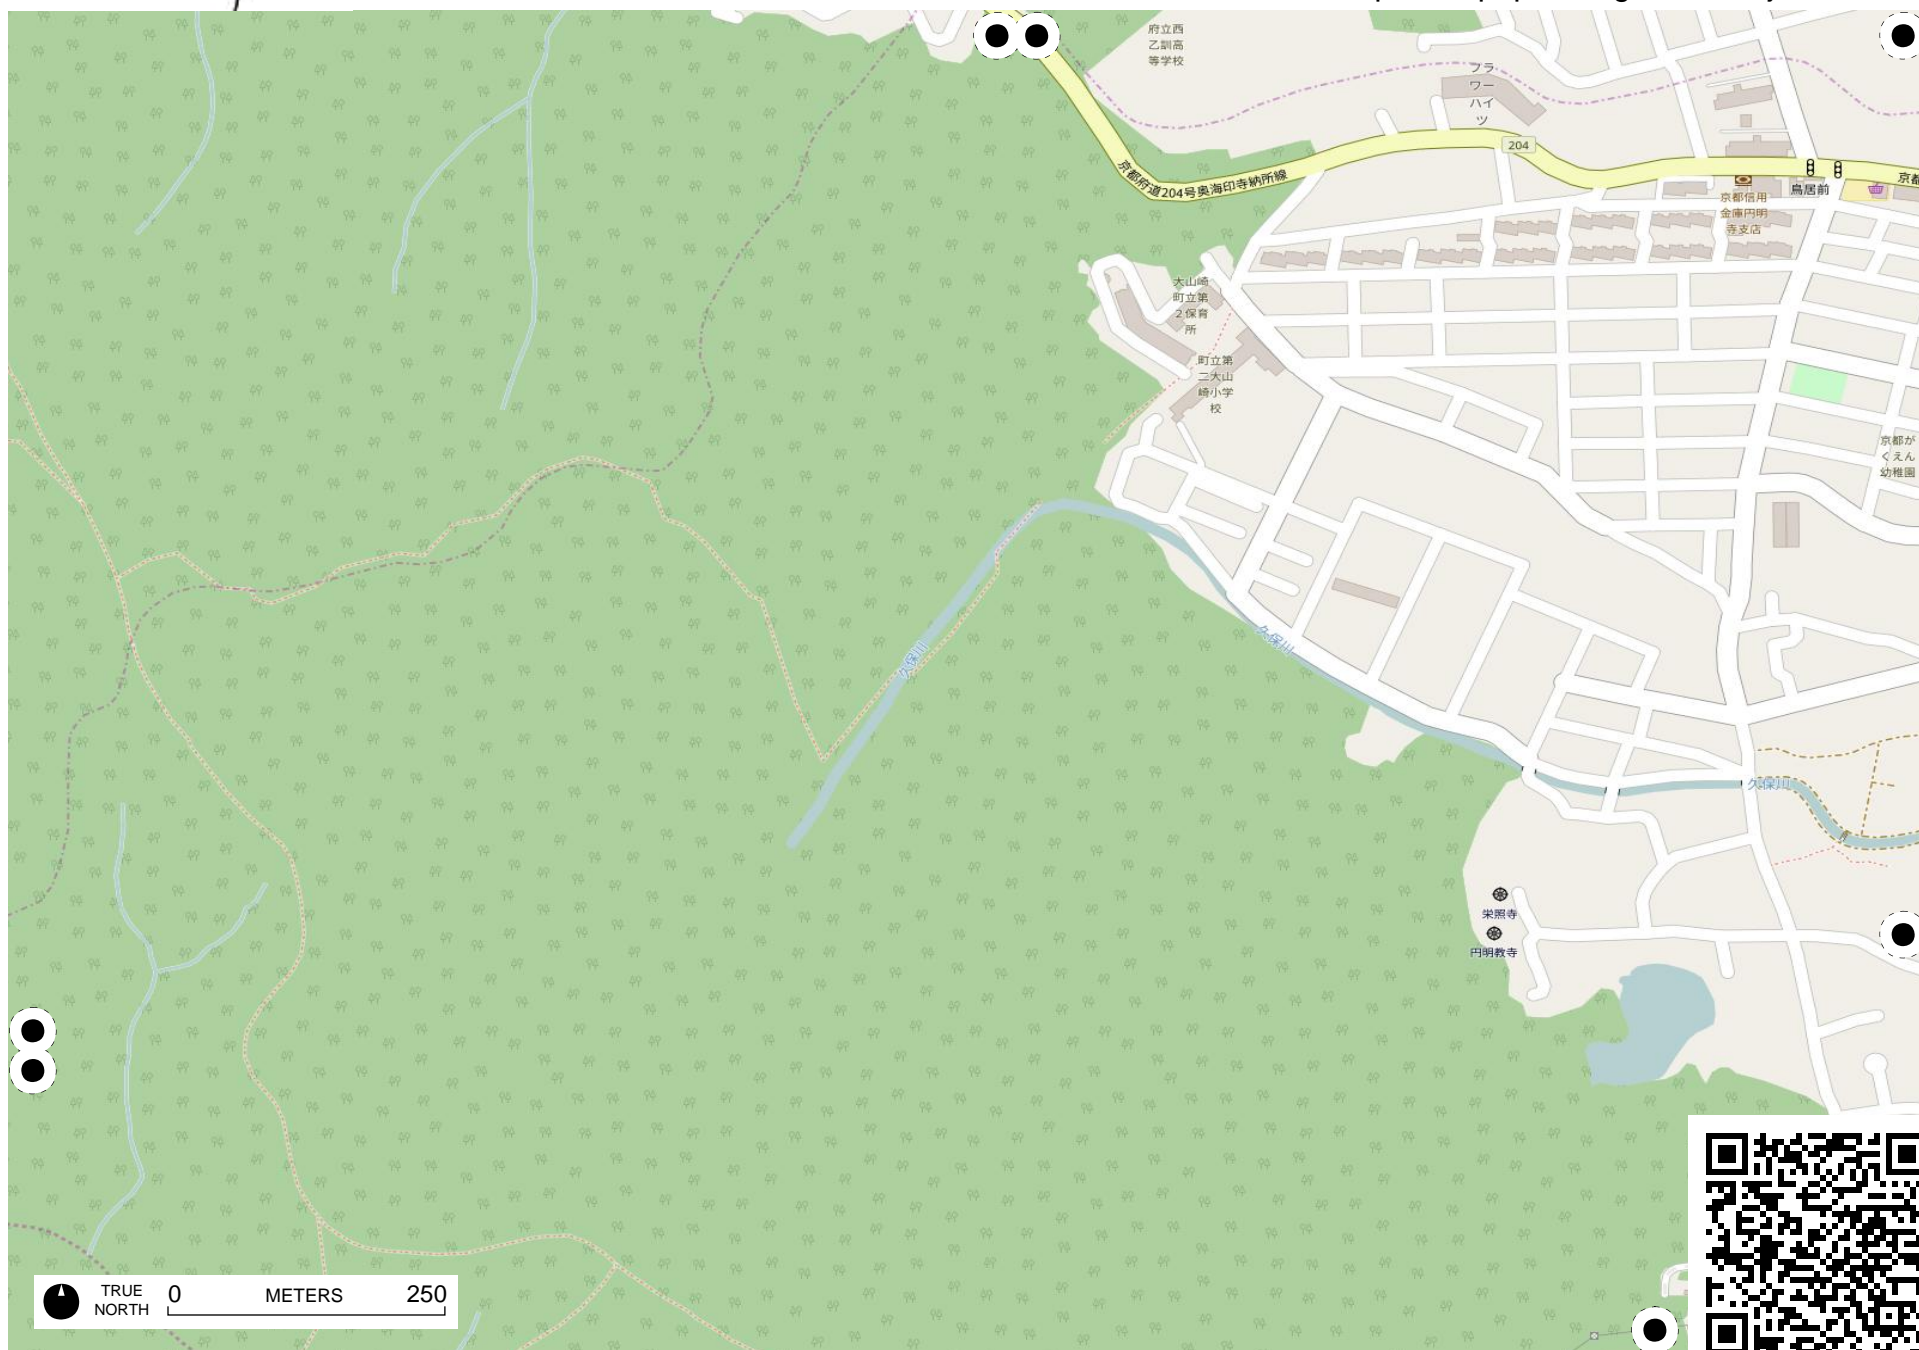 府立西
乙訓高
等学校
フラ
ワー
ハイ
ツ
204
京都府道204号奥海印寺納所線
鳥居前
京都信用
金庫円明
寺支店
大山崎
町立第
2保育
所
町立第
二大山
崎小学
校
京都が
くえん
幼稚園
久保川
久保川
久保川
栄照寺
円明教寺
TRUE
NORTH
0 METERS 250